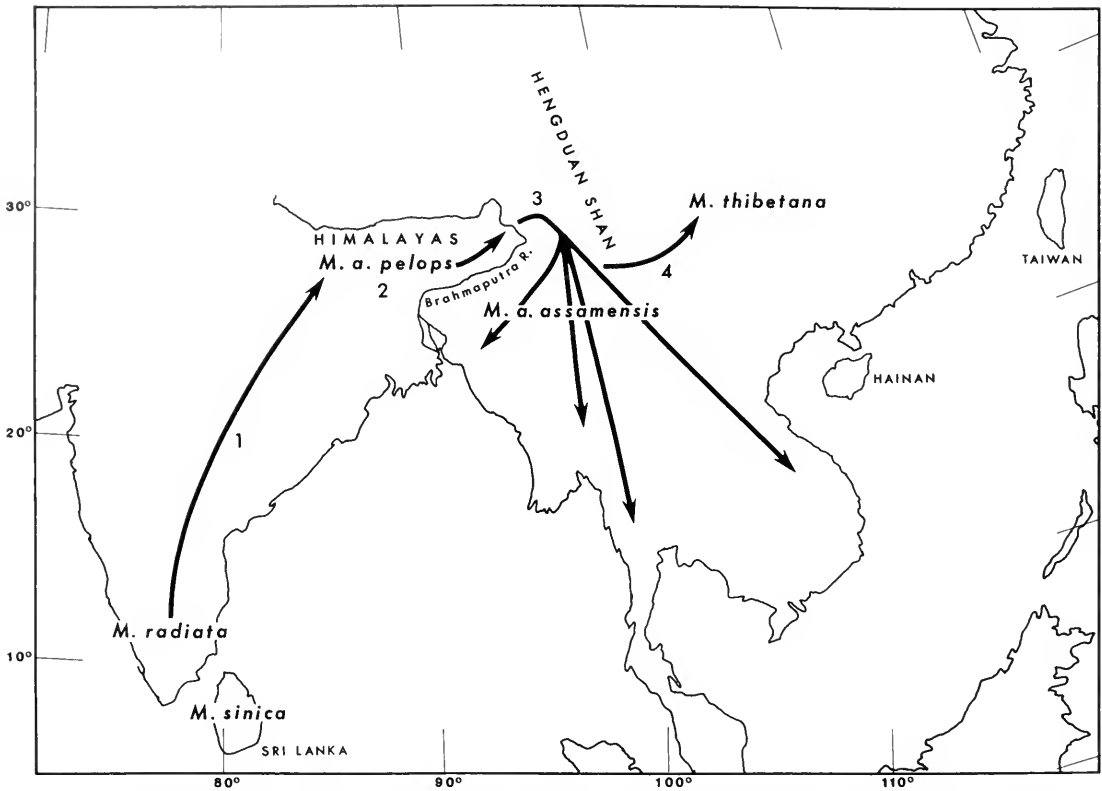 HENGDUAN SHAN
3
M. thibetana
30°
HIMALAYAS
M. a. pelops
4
TAIWAN
2
Brahmaputra R.
M. a. assamensis
HAINAN
20°
1
M. radiata
10°
M. sinica
SRI LANKA
80°
90°
100°
110°